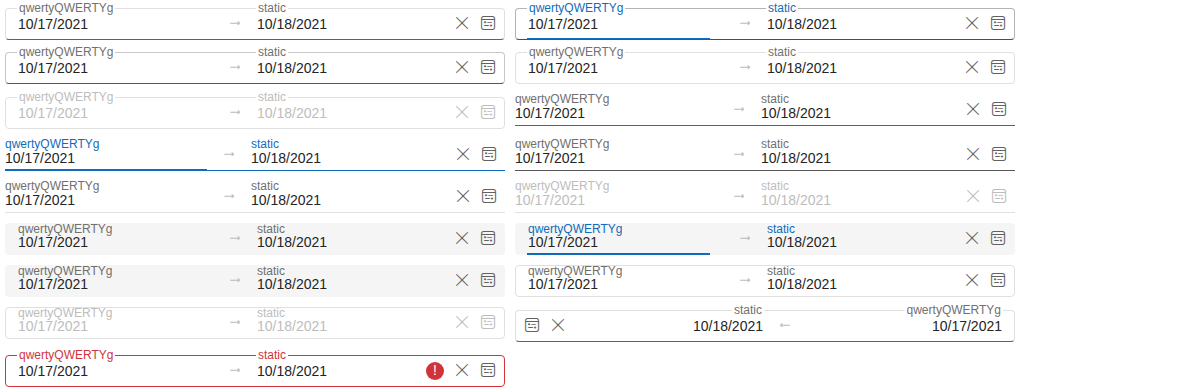 qwertyQWERTYg static qwertyQWERTYg static
10/17/2021 → 10/18/2021 10/17/2021 → 10/18/2021
qwertyQWERTYg static qwertyQWERTYg static
10/17/2021 → 10/18/2021 10/17/2021 → 10/18/2021
qwertyQWERTYg static qwertyQWERTYg static
10/17/2021 → 10/18/2021 10/17/2021 → 10/18/2021
qwertyQWERTYg static qwertyQWERTYg static
10/17/2021 → 10/18/2021 10/17/2021 → 10/18/2021
qwertyQWERTYg static qwertyQWERTYg static
10/17/2021 → 10/18/2021 10/17/2021 → 10/18/2021
qwertyQWERTYg static qwertyQWERTYg static
10/17/2021 → 10/18/2021 10/17/2021 → 10/18/2021
qwertyQWERTYg static qwertyQWERTYg static
10/17/2021 → 10/18/2021 10/17/2021 → 10/18/2021
qwertyQWERTYg static static qwertyQWERTYg
10/17/2021 → 10/18/2021 10/18/2021 ← 10/17/2021
qwertyQWERTYg static
10/17/2021 → 10/18/2021 !